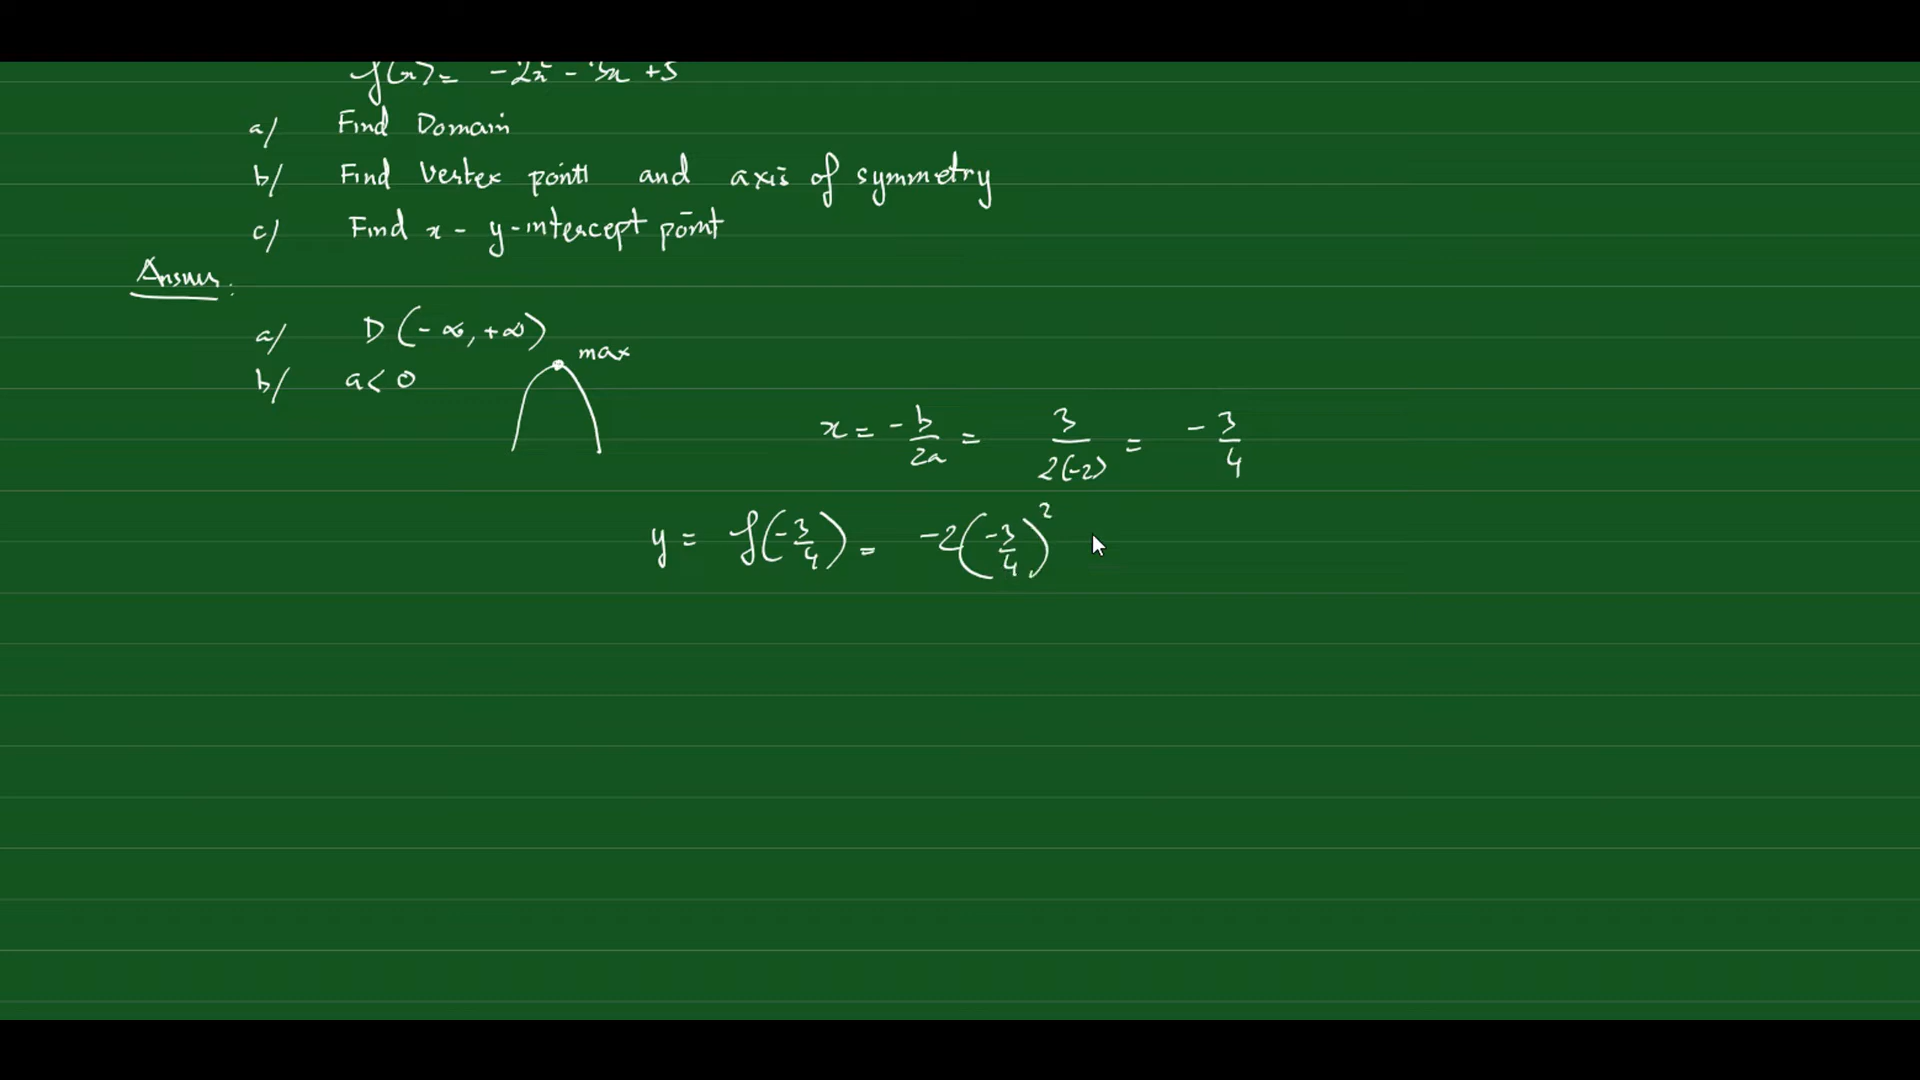 f(x) = -2x² - 3x + 5
a/ Find Domain
b/ Find Vertex point and axis of symmetry
c/ Find x - y-intercept point
Answer:
a/ D (-∞, +∞)
max
b/ a < 0
x = -b/2a = 3/2(-2) = -3/4
y = f(-3/4) = -2(-3/4)²